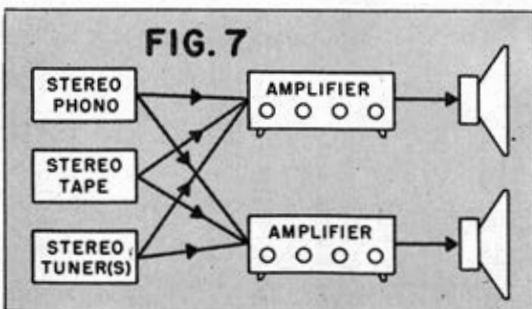 FIG. 7
STEREO
PHONO
AMPLIFIER
STEREO
TAPE
STEREO
TUNER(S)
AMPLIFIER